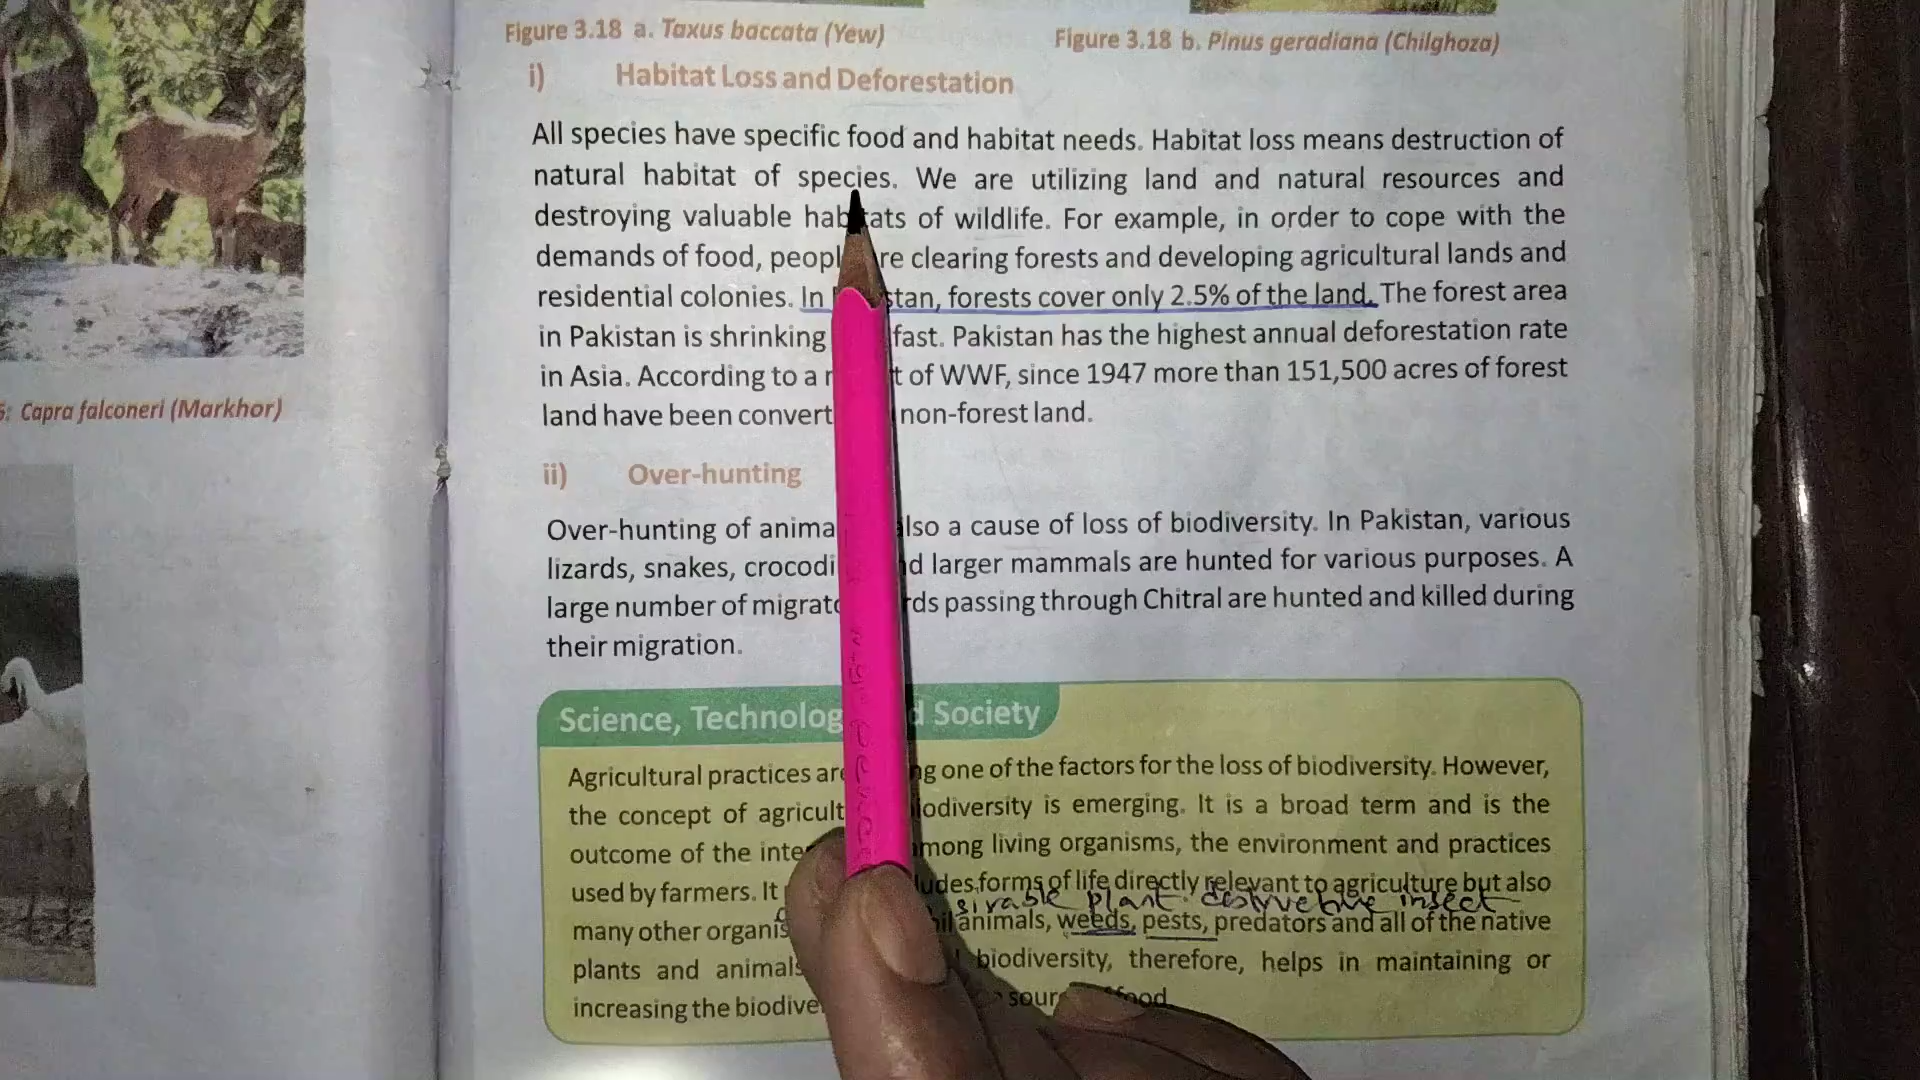 Figure 3.18 a. Taxus baccata (Yew)
Figure 3.18 b. Pinus geradiana (Chilghoza)
i) Habitat Loss and Deforestation
All species have specific food and habitat needs. Habitat loss means destruction of
natural habitat of species. We are utilizing land and natural resources and
destroying valuable hab tats of wildlife. For example, in order to cope with the
demands of food, peopl re clearing forests and developing agricultural lands and
residential colonies. In stan, forests cover only 2.5% of the land. The forest area
in Pakistan is shrinking fast. Pakistan has the highest annual deforestation rate
in Asia. According to a r t of WWF, since 1947 more than 151,500 acres of forest
land have been convert non-forest land.
ii) Over-hunting
Over-hunting of anima lso a cause of loss of biodiversity. In Pakistan, various
lizards, snakes, crocodi d larger mammals are hunted for various purposes. A
large number of migrat rds passing through Chitral are hunted and killed during
their migration.
Science, Technolog d Society
Agricultural practices are ng one of the factors for the loss of biodiversity. However,
the concept of agricult iodiversity is emerging. It is a broad term and is the
outcome of the inte mong living organisms, the environment and practices
used by farmers. It udes forms of life directly relevant to agriculture but also
sirable plant destructive insect
many other organis il animals, weeds, pests, predators and all of the native
plants and animals biodiversity, therefore, helps in maintaining or
increasing the biodive sour food
: Capra falconeri (Markhor)